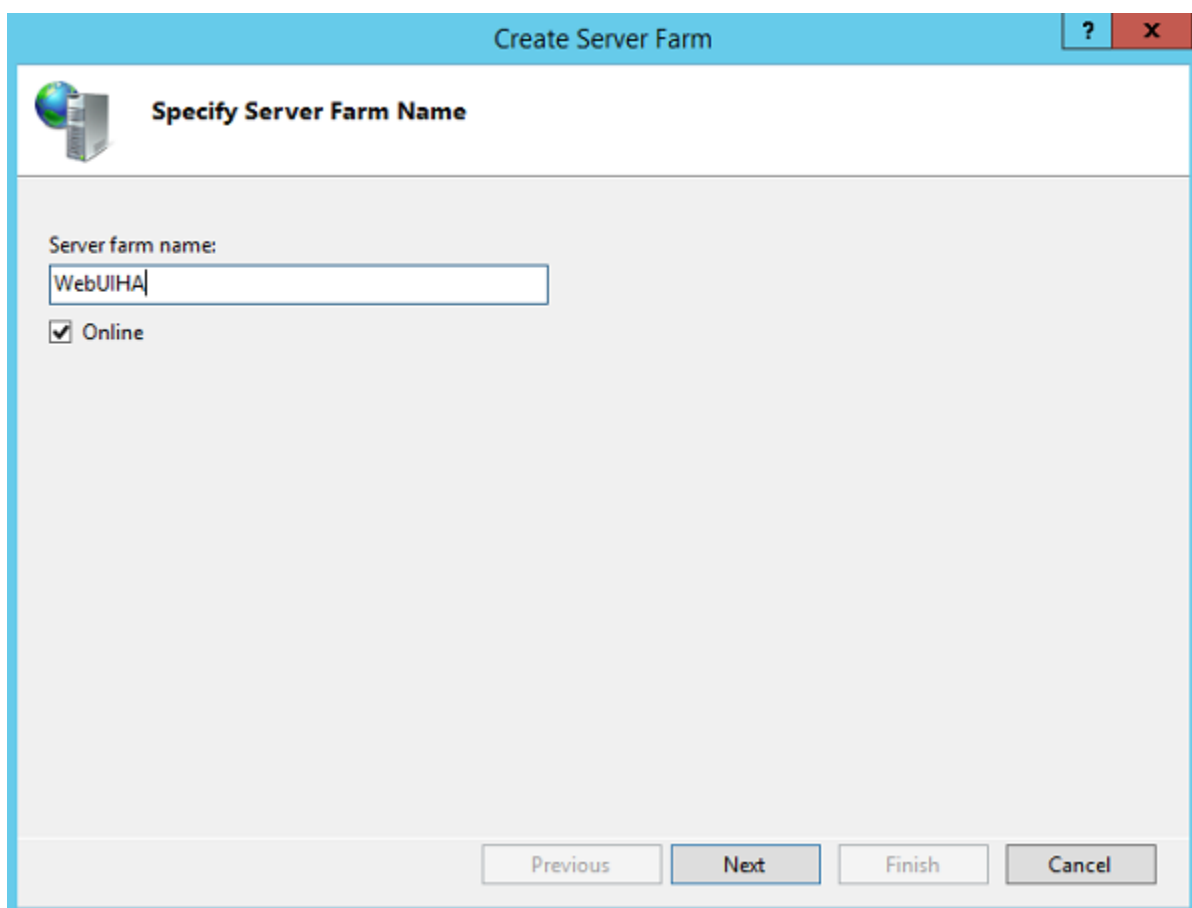 Create Server Farm
? x
Specify Server Farm Name
Server farm name:
WebUIHA
Online
Previous Next Finish Cancel